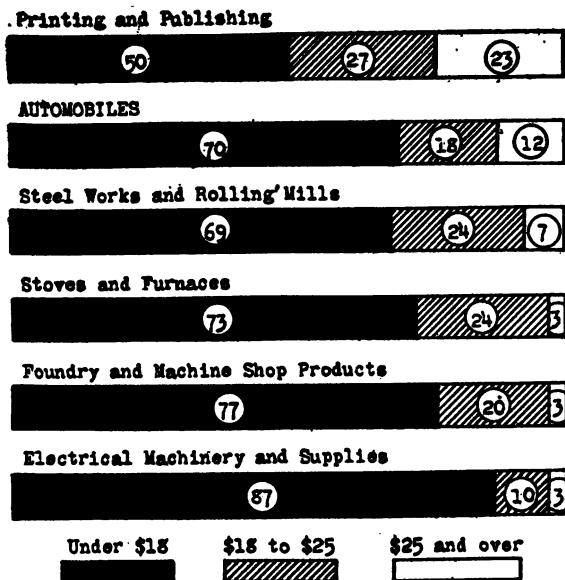 Printing and Publishing
50 27 23
AUTOMOBILES
70 18 12
Steel Works and Rolling Mills
69 24 7
Stoves and Furnaces
73 24 3
Foundry and Machine Shop Products
77 20 3
Electrical Machinery and Supplies
87 10 3
Under $18 $18 to $25 $25 and over